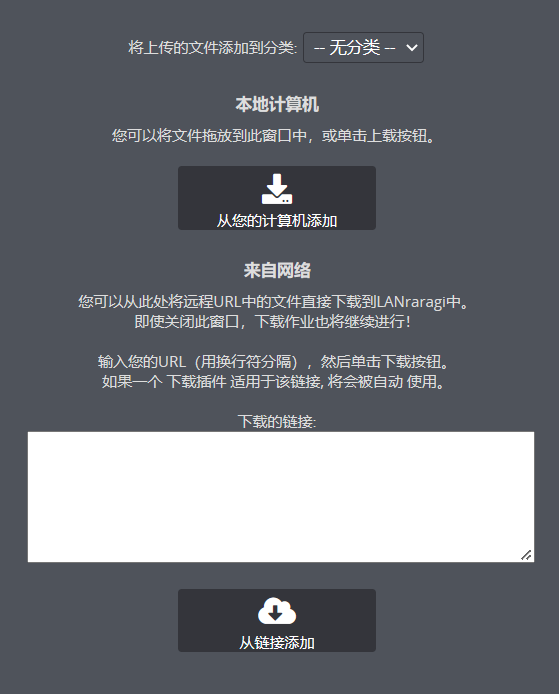 将上传的文件添加到分类: -- 无分类 --
本地计算机
您可以将文件拖放到此窗口中，或单击上载按钮。
从您的计算机添加
来自网络
您可以从此处将远程URL中的文件直接下载到LANraragi中。
即使关闭此窗口，下载作业也将继续进行！
输入您的URL（用换行符分隔），然后单击下载按钮。
如果一个 下载插件 适用于该链接, 将会被自动 使用。
下载的链接:
从链接添加